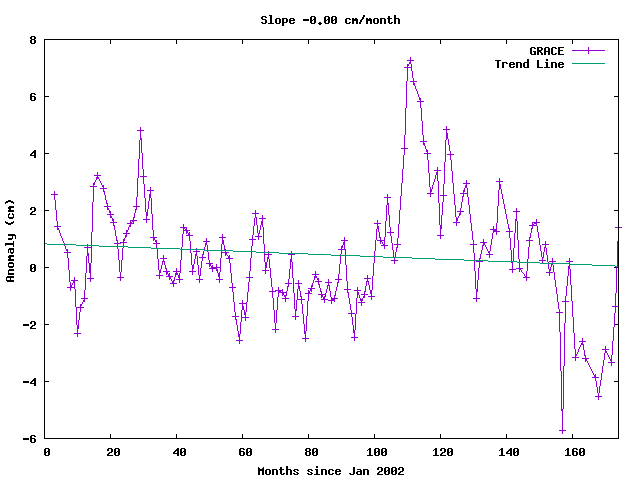 Slope -0.00 cm/month
GRACE
Trend Line
8
6
4
2
0
-2
-4
-6
Anomaly (cm)
0 20 40 60 80 100 120 140 160
Months since Jan 2002